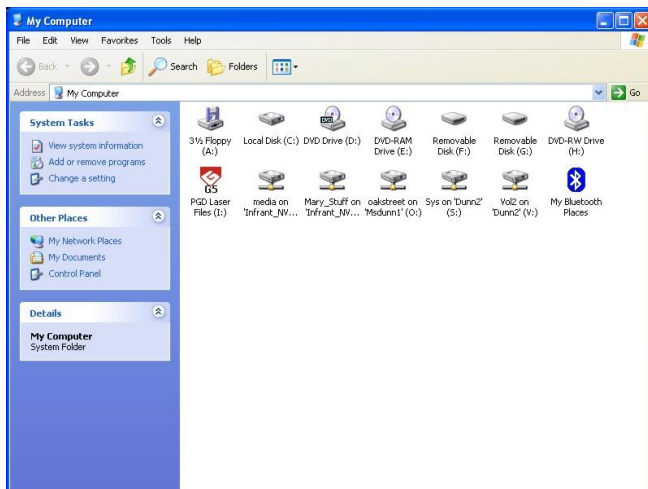 My Computer
File Edit View Favorites Tools Help
Back Search Folders
Address My Computer Go
System Tasks
View system information
Add or remove programs
Change a setting
Other Places
My Network Places
My Documents
Control Panel
Details
My Computer
System Folder
3½ Floppy (A:)
Local Disk (C:)
DVD Drive (D:)
DVD
DVD-RAM Drive (E:)
Removable Disk (F:)
Removable Disk (G:)
DVD-RW Drive (H:)
G5
PGD Laser Files (I:)
media on 'Infrant_NV...
Mary_Stuff on 'Infrant_NV...
oakstreet on 'Msdunn1' (O:)
Sys on 'Dunn2' (S:)
Vol2 on 'Dunn2' (V:)
My Bluetooth Places